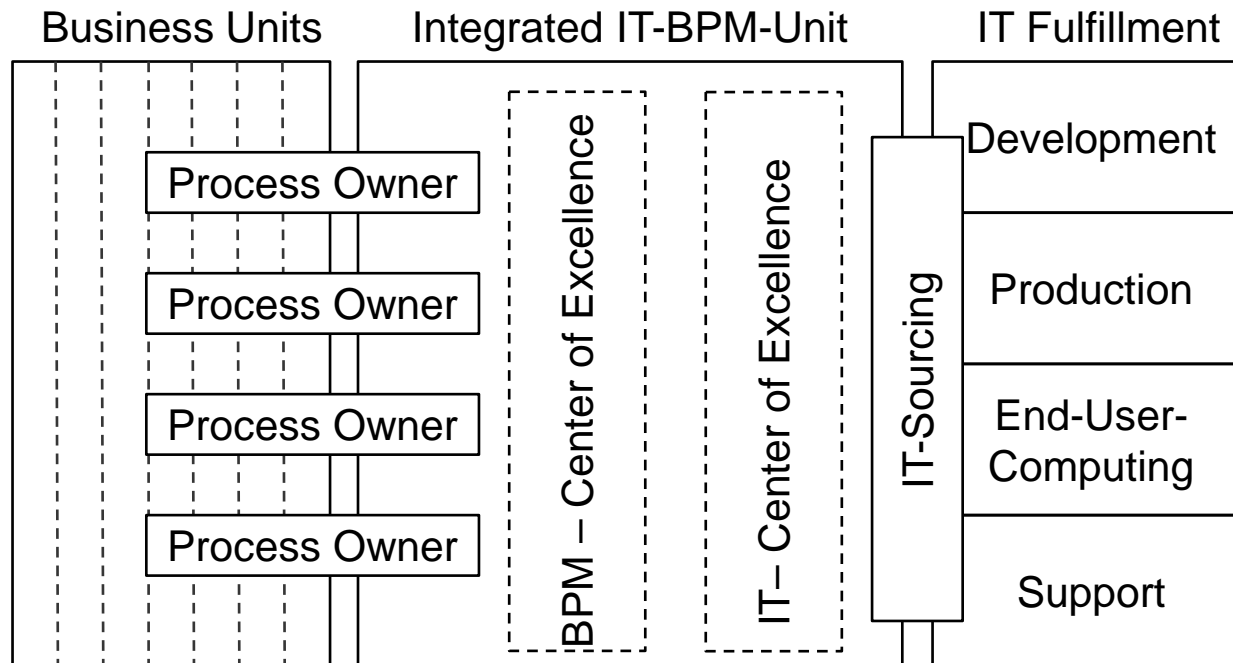 Business Units
Integrated IT-BPM-Unit
IT Fulfillment
Process Owner
Process Owner
Process Owner
Process Owner
BPM – Center of Excellence
IT– Center of Excellence
IT-Sourcing
Development
Production
End-User-
Computing
Support